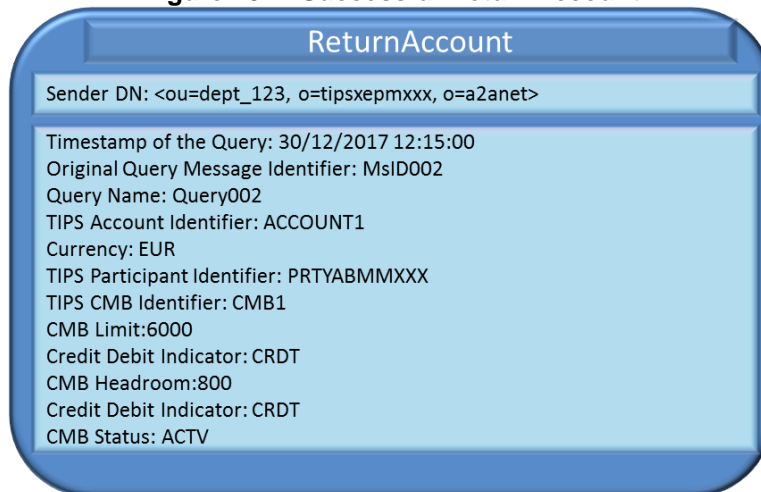 ReturnAccount
Sender DN: <ou=dept_123, o=tipsxepmxxx, o=a2anet>
Timestamp of the Query: 30/12/2017 12:15:00
Original Query Message Identifier: MsID002
Query Name: Query002
TIPS Account Identifier: ACCOUNT1
Currency: EUR
TIPS Participant Identifier: PRTYABMMXXX
TIPS CMB Identifier: CMB1
CMB Limit:6000
Credit Debit Indicator: CRDT
CMB Headroom:800
Credit Debit Indicator: CRDT
CMB Status: ACTV